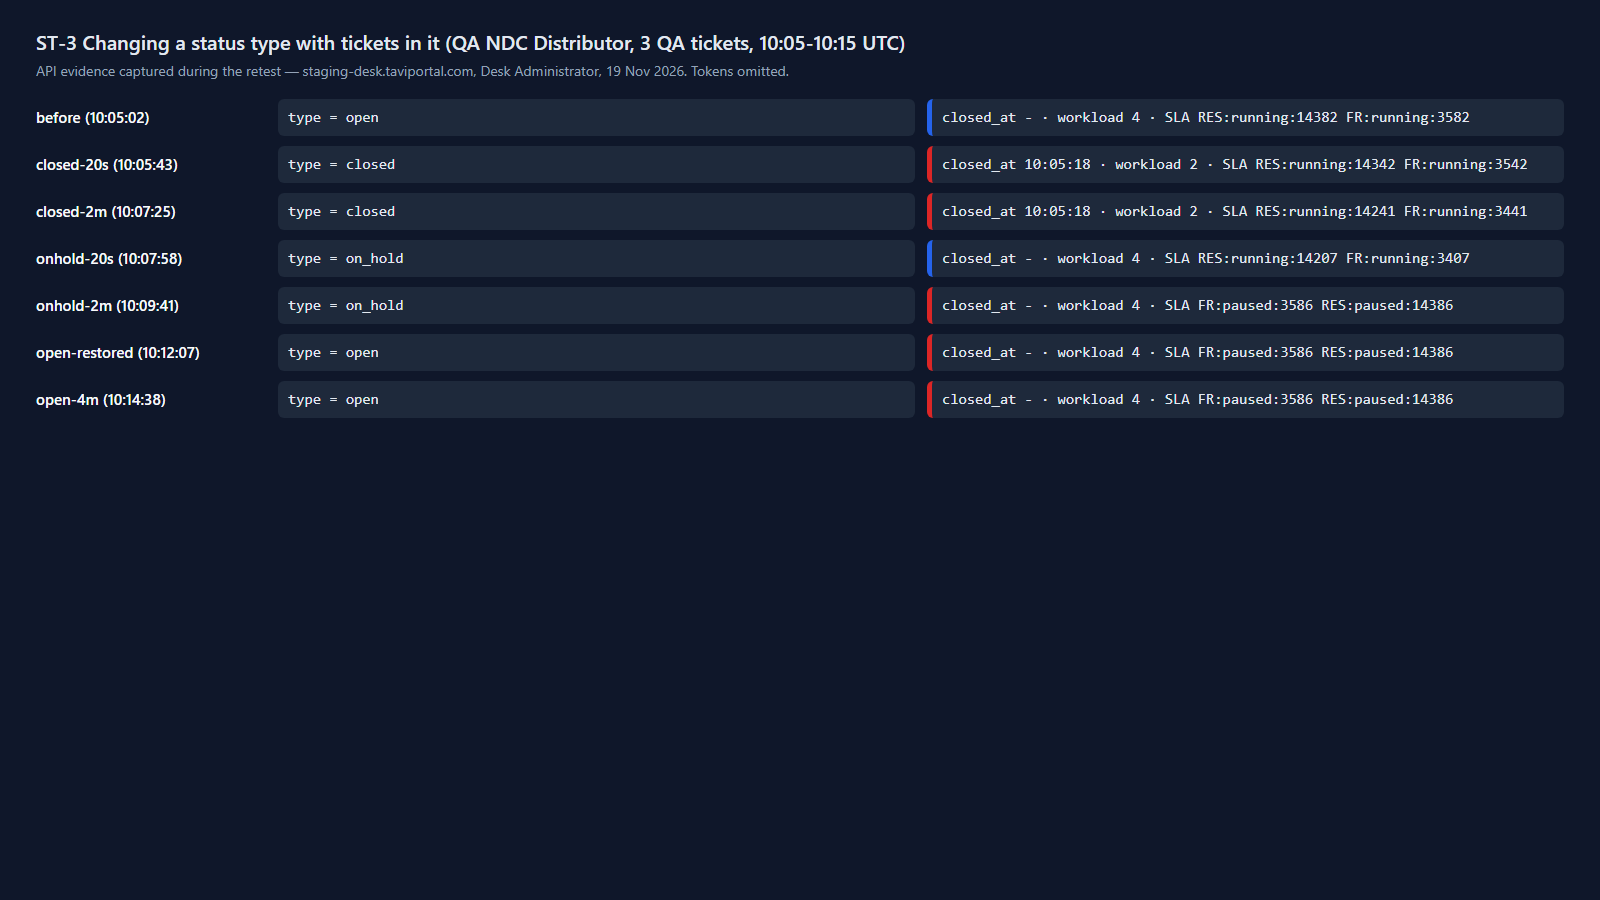 ST-3 Changing a status type with tickets in it (QA NDC Distributor, 3 QA tickets, 10:05-10:15 UTC)
API evidence captured during the retest — staging-desk.taviportal.com, Desk Administrator, 19 Nov 2026. Tokens omitted.
before (10:05:02) type = open closed_at - · workload 4 · SLA RES:running:14382 FR:running:3582
closed-20s (10:05:43) type = closed closed_at 10:05:18 · workload 2 · SLA RES:running:14342 FR:running:3542
closed-2m (10:07:25) type = closed closed_at 10:05:18 · workload 2 · SLA RES:running:14241 FR:running:3441
onhold-20s (10:07:58) type = on_hold closed_at - · workload 4 · SLA RES:running:14207 FR:running:3407
onhold-2m (10:09:41) type = on_hold closed_at - · workload 4 · SLA FR:paused:3586 RES:paused:14386
open-restored (10:12:07) type = open closed_at - · workload 4 · SLA FR:paused:3586 RES:paused:14386
open-4m (10:14:38) type = open closed_at - · workload 4 · SLA FR:paused:3586 RES:paused:14386